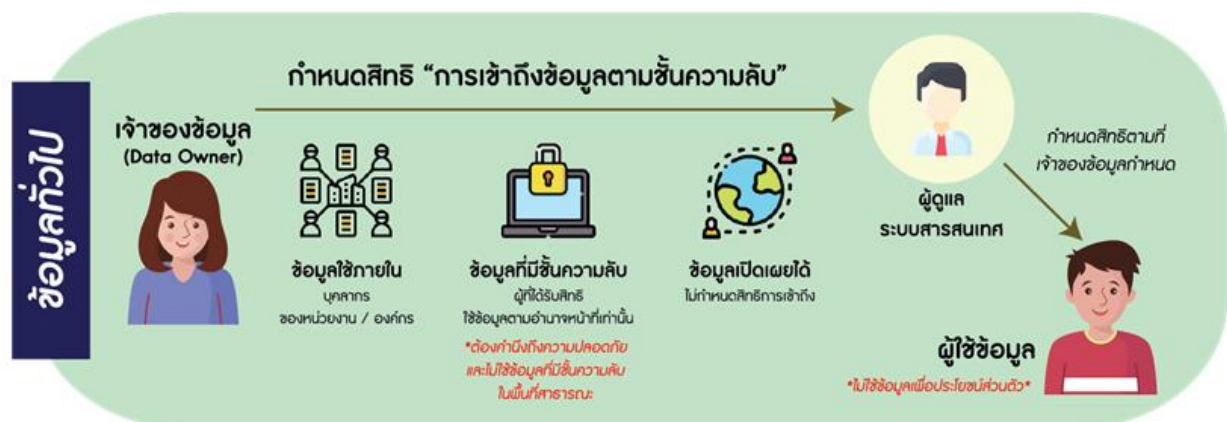 ข้อมูลทั่วไป
กำหนดสิทธิ “การเข้าถึงข้อมูลตามชั้นความลับ”
เจ้าของข้อมูล
(Data Owner)
ข้อมูลใช้ภายใน
บุคลากร
ของหน่วยงาน / องค์กร
ข้อมูลที่มีชั้นความลับ
ผู้ที่ได้รับสิทธิ
ใช้ข้อมูลตามอำนาจหน้าที่เท่านั้น
*ต้องคำนึงถึงความปลอดภัย
และไม่ใช้ข้อมูลที่มีชั้นความลับ
ในพื้นที่สาธารณะ
ข้อมูลเปิดเผยได้
ไม่กำหนดสิทธิการเข้าถึง
ผู้ดูแล
ระบบสารสนเทศ
กำหนดสิทธิตามที่
เจ้าของข้อมูลกำหนด
ผู้ใช้ข้อมูล
*ไม่ใช้ข้อมูลเพื่อประโยชน์ส่วนตัว*